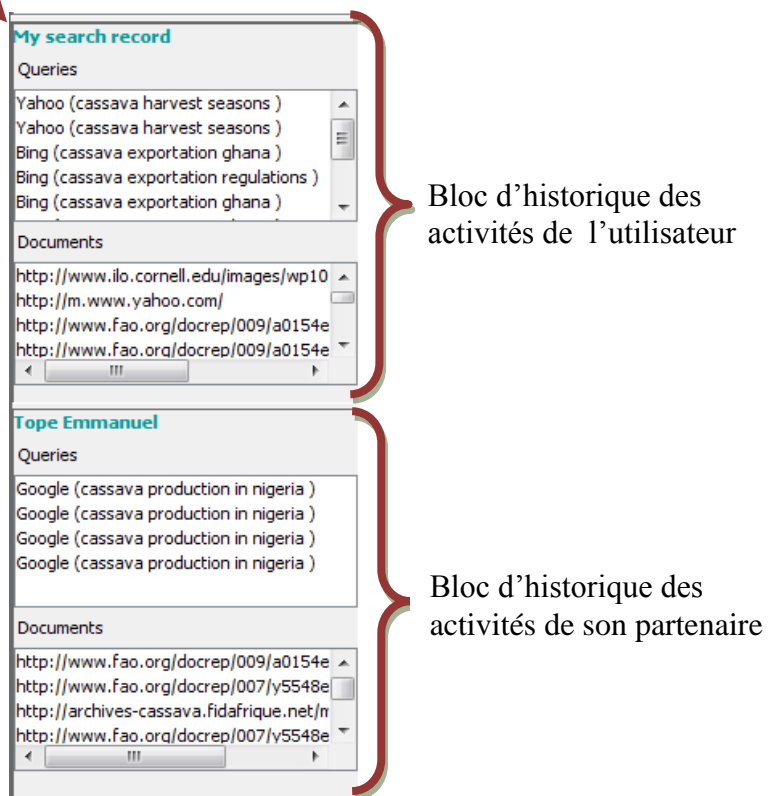 My search record
Queries
Yahoo (cassava harvest seasons )
Yahoo (cassava harvest seasons )
Bing (cassava exportation ghana )
Bing (cassava exportation regulations )
Bing (cassava exportation ghana )
Documents
http://www.ilo.cornell.edu/images/wp10
http://m.www.yahoo.com/
http://www.fao.org/docrep/009/a0154e
http://www.fao.org/docrep/009/a0154e
Bloc d’historique des
activités de l’utilisateur
Tope Emmanuel
Queries
Google (cassava production in nigeria )
Google (cassava production in nigeria )
Google (cassava production in nigeria )
Google (cassava production in nigeria )
Documents
http://www.fao.org/docrep/009/a0154e
http://www.fao.org/docrep/007/y5548e
http://archives-cassava.fidafrique.net/m
http://www.fao.org/docrep/007/y5548e
Bloc d’historique des
activités de son partenaire